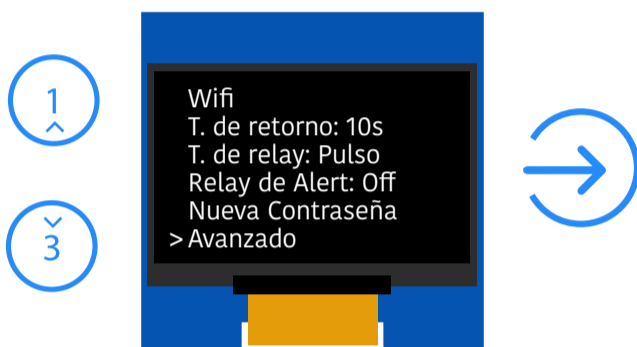 1
3
Wifi
T. de retorno: 10s
T. de relay: Pulso
Relay de Alert: Off
Nueva Contraseña
>Avanzado